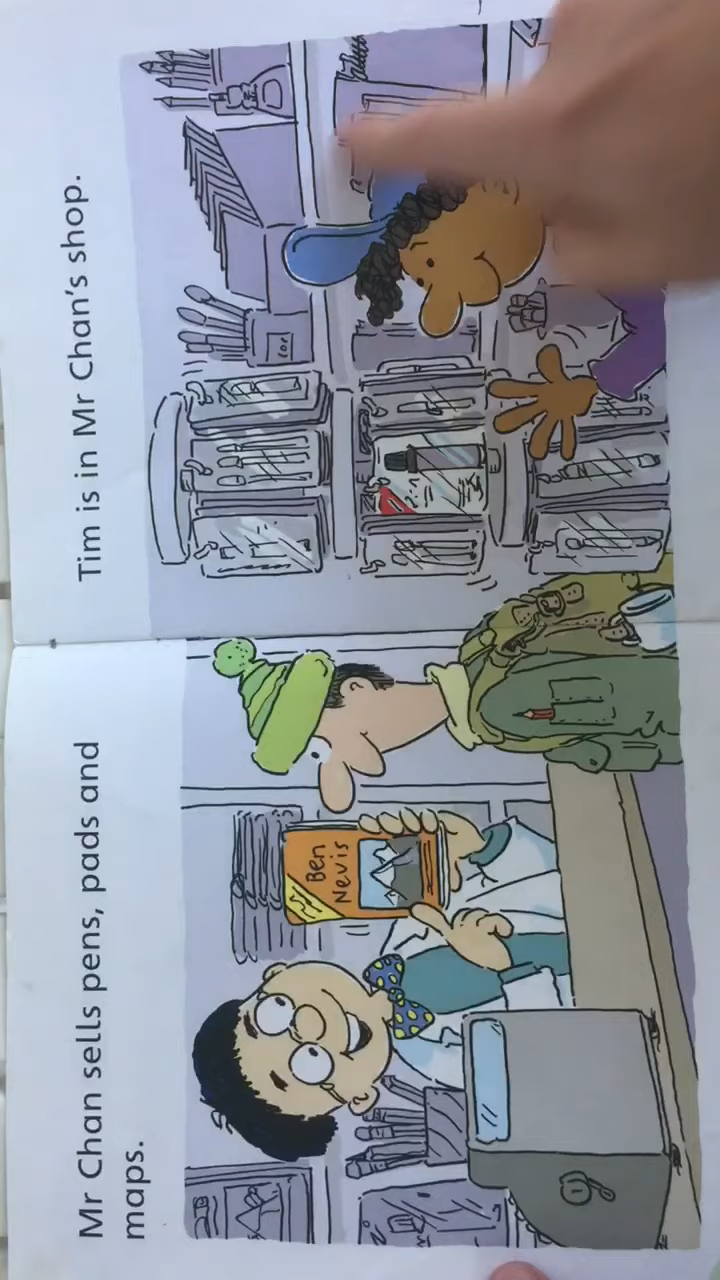 Mr Chan sells pens, pads and
maps.
Ben
Nevis
Tim is in Mr Chan's shop.